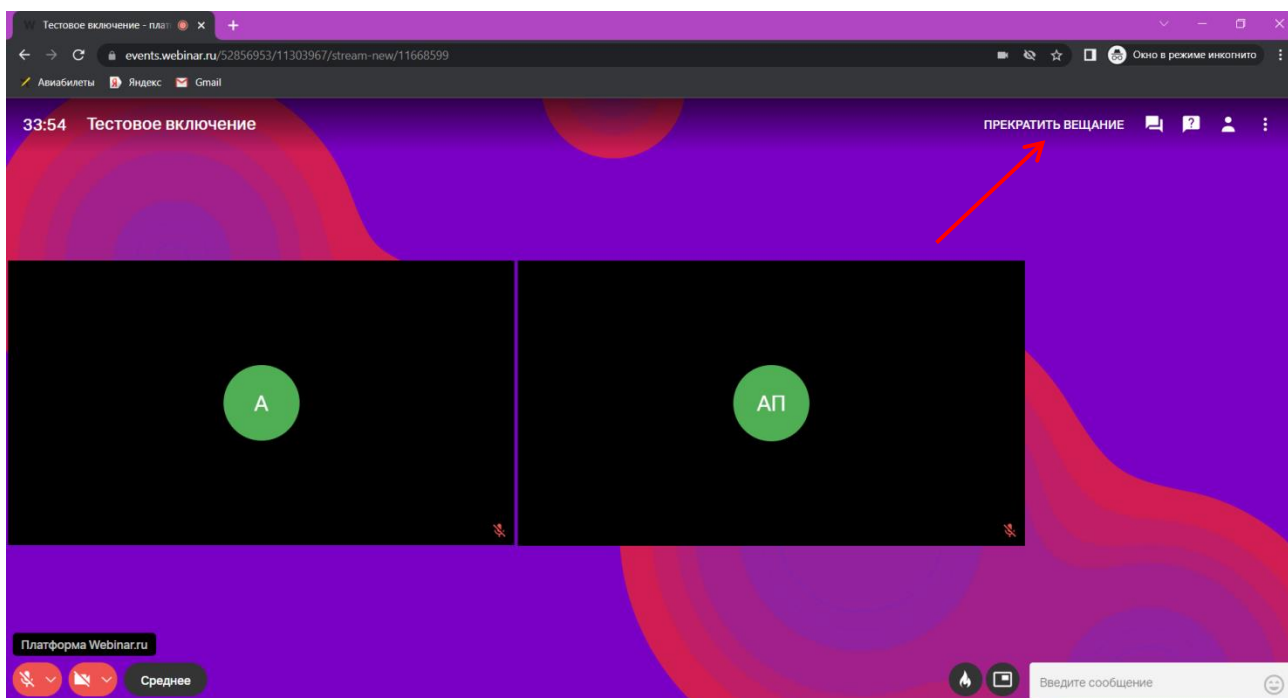 Тестовое включение - плат
events.webinar.ru/52856953/11303967/stream-new/11668599
Окно в режиме инкогнито
Авиабилеты Яндекс Gmail
33:54 Тестовое включение
ПРЕКРАТИТЬ ВЕЩАНИЕ
А
АП
Платформа Webinar.ru
Среднее
Введите сообщение